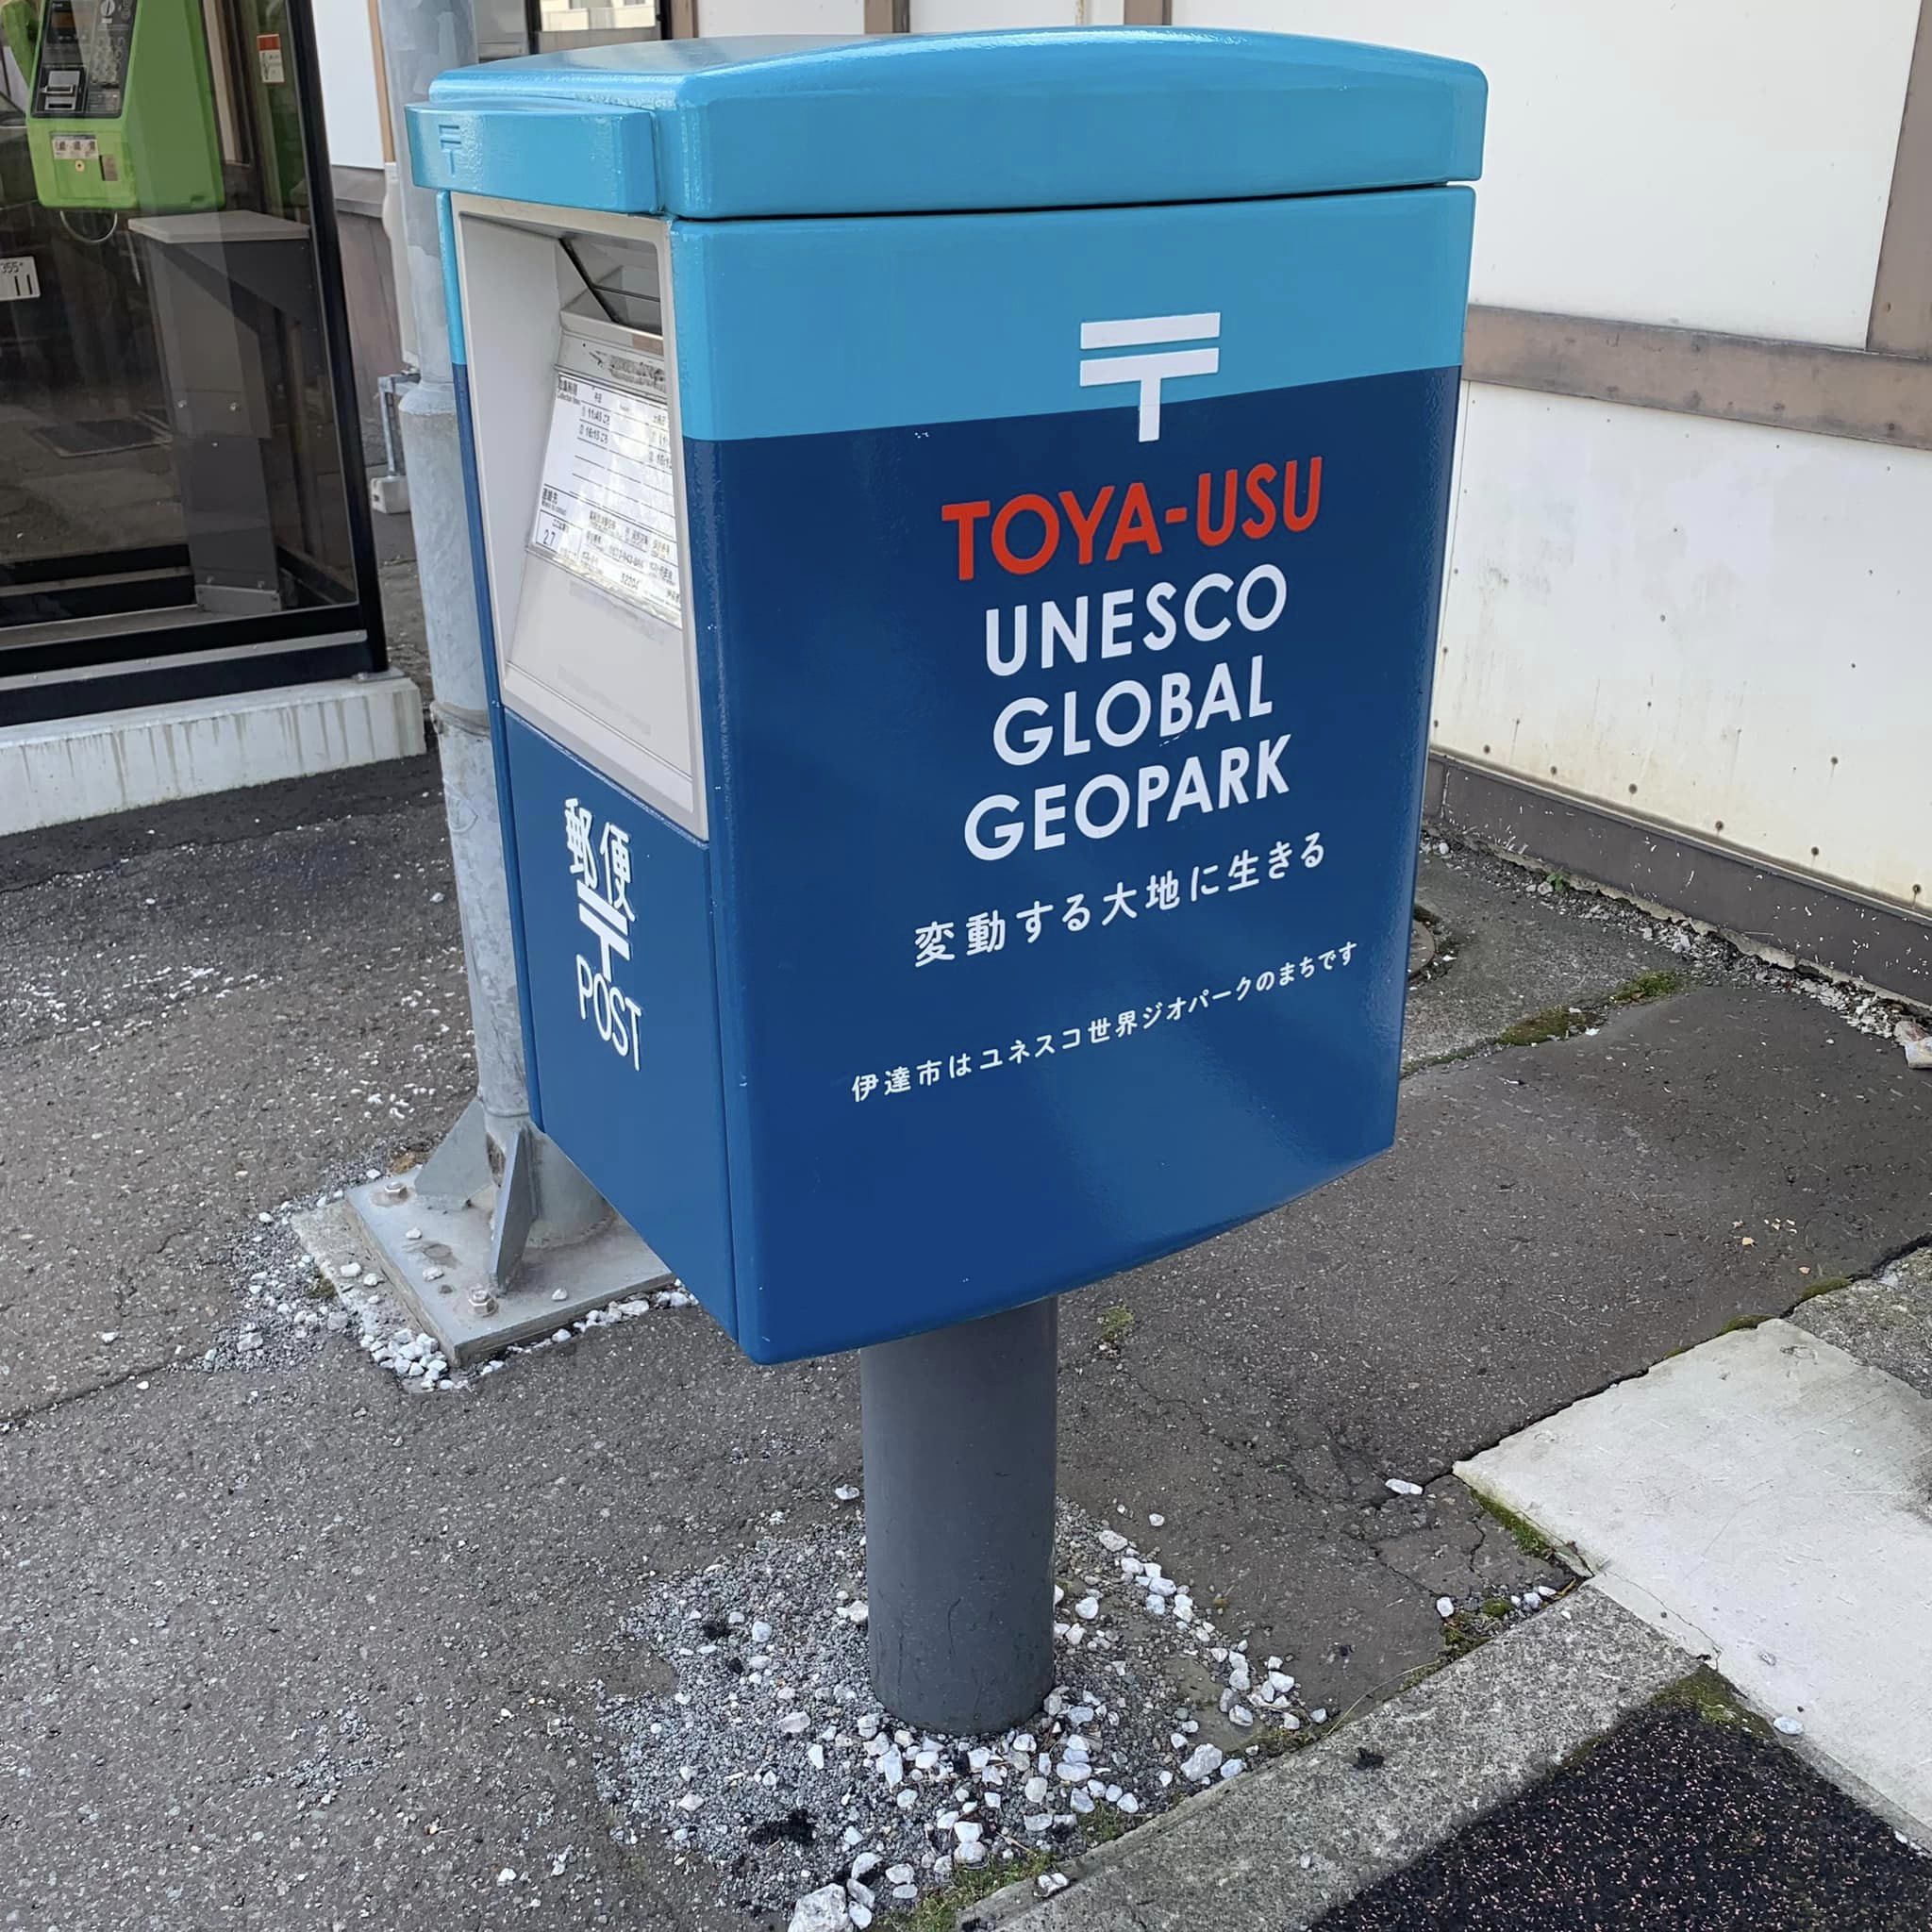 〒
TOYA-USU
UNESCO
GLOBAL
GEOPARK
変動する大地に生きる
伊達市はユネスコ世界ジオパークのまちです
郵便
〒
POST
27
11